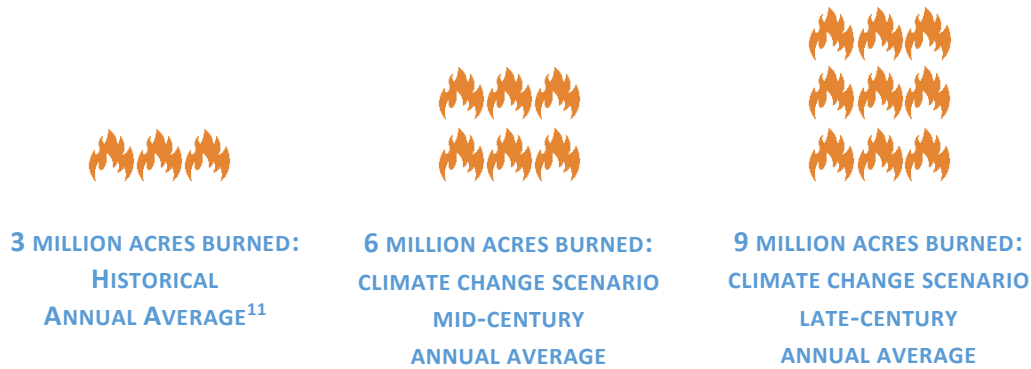 3 MILLION ACRES BURNED:
HISTORICAL
ANNUAL AVERAGE¹¹
6 MILLION ACRES BURNED:
CLIMATE CHANGE SCENARIO
MID-CENTURY
ANNUAL AVERAGE
9 MILLION ACRES BURNED:
CLIMATE CHANGE SCENARIO
LATE-CENTURY
ANNUAL AVERAGE